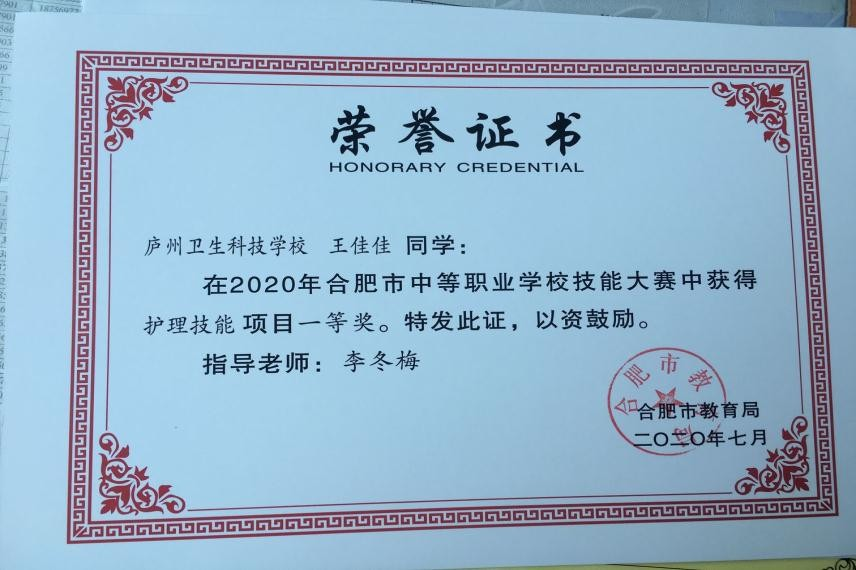 荣誉证书
HONORARY CREDENTIAL
庐州卫生科技学校 王佳佳 同学：
在2020年合肥市中等职业学校技能大赛中获得
护理技能 项目一等奖。特发此证，以资鼓励。
指导老师：李冬梅
合肥市教育局
二〇二〇年七月